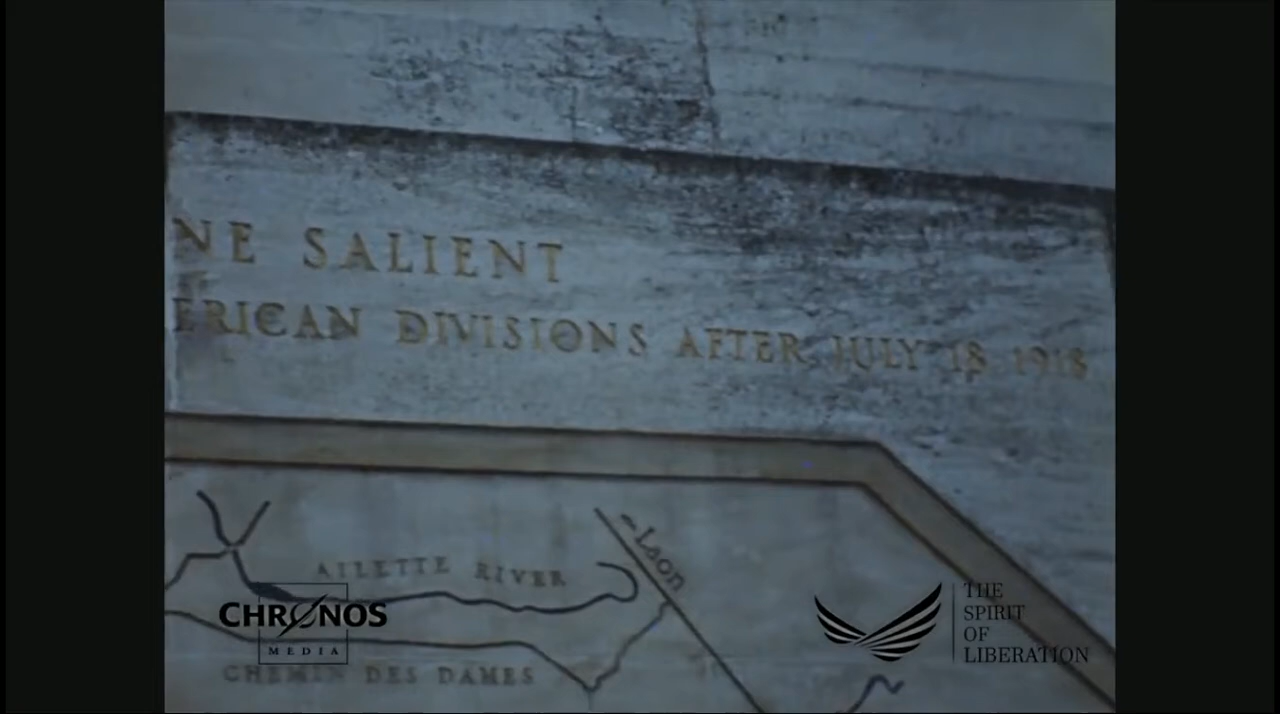 NE SALIENT
ERICAN DIVISIONS AFTER JULY 18 1918
Laon
AILETTE RIVER
CHRONOS
MEDIA
CHEMIN DES DAMES
THE
SPIRIT
OF
LIBERATION